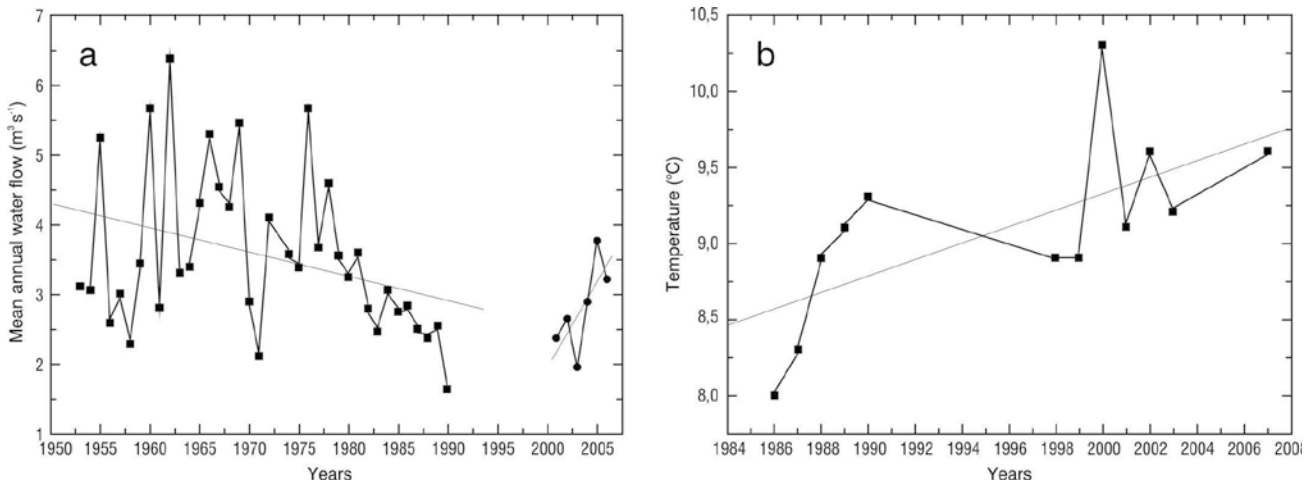 a
Mean annual water flow (m³ s⁻¹)
7
6
5
4
3
2
1
1950 1955 1960 1965 1970 1975 1980 1985 1990 1995 2000 2005
Years
b
Temperature (°C)
10,5
10,0
9,5
9,0
8,5
8,0
1984 1986 1988 1990 1992 1994 1996 1998 2000 2002 2004 2006 2008
Years